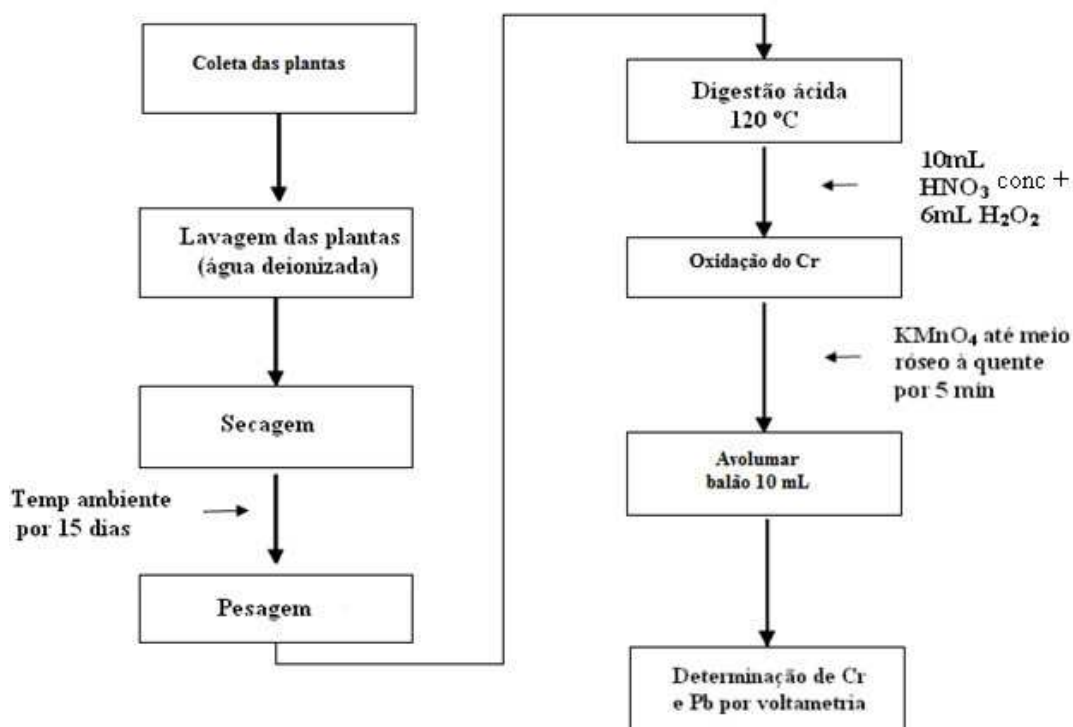 Coleta das plantas
Lavagem das plantas
(água deionizada)
Secagem
Temp ambiente
por 15 dias
Pesagem
Digestão ácida
120 °C
10mL
HNO₃ conc +
6mL H₂O₂
Oxidação do Cr
KMnO₄ até meio
róseo à quente
por 5 min
Avolumar
balão 10 mL
Determinação de Cr
e Pb por voltametria